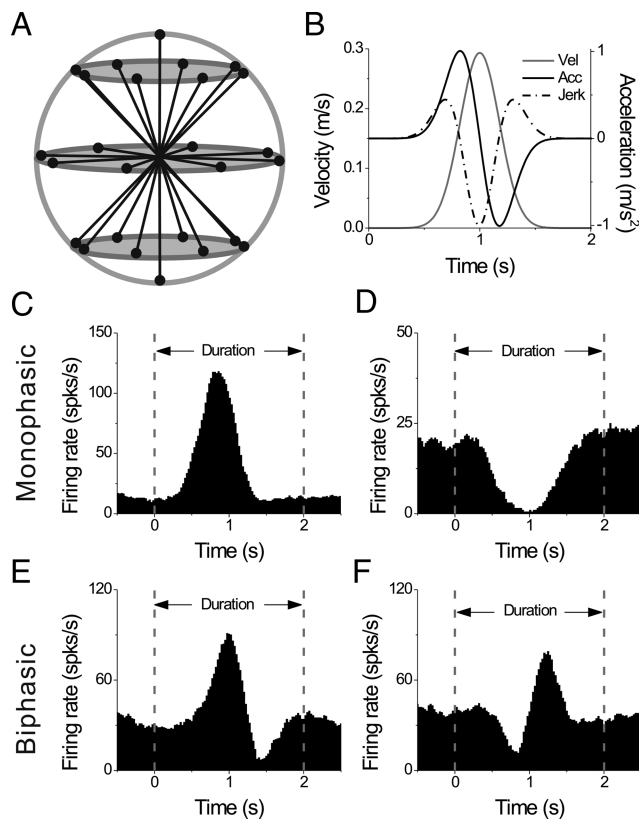 A
B
Vel
Acc
Jerk
0.3
0.2
0.1
0.0
Velocity (m/s)
1
0
-1
Acceleration (m/s²)
0 1 2
Time (s)
Monophasic
C
150
100
50
0
Firing rate (spks/s)
Duration
0 1 2
Time (s)
D
50
25
0
Firing rate (spks/s)
Duration
0 1 2
Time (s)
Biphasic
E
120
60
0
Firing rate (spks/s)
Duration
0 1 2
Time (s)
F
120
60
0
Firing rate (spks/s)
Duration
0 1 2
Time (s)